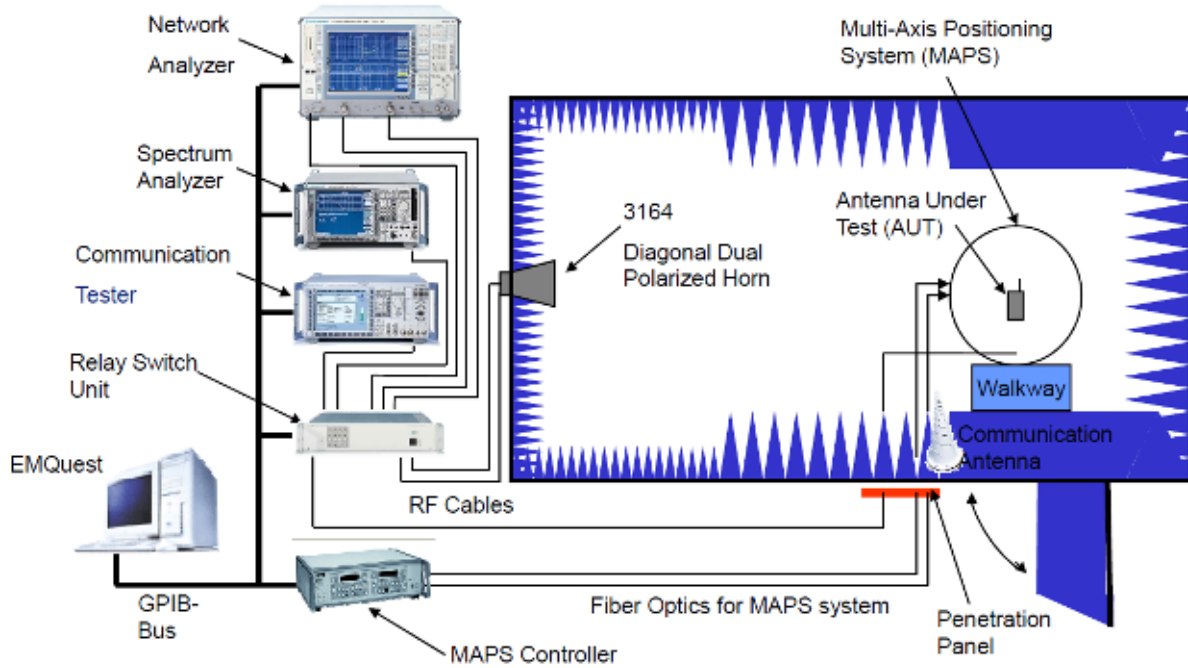 Network
Analyzer
Multi-Axis Positioning
System (MAPS)
Spectrum
Analyzer
3164
Diagonal Dual
Polarized Horn
Antenna Under
Test (AUT)
Communication
Tester
Relay Switch
Unit
Walkway
Communication
Antenna
EMQuest
RF Cables
GPIB-
Bus
Fiber Optics for MAPS system
Penetration
Panel
MAPS Controller